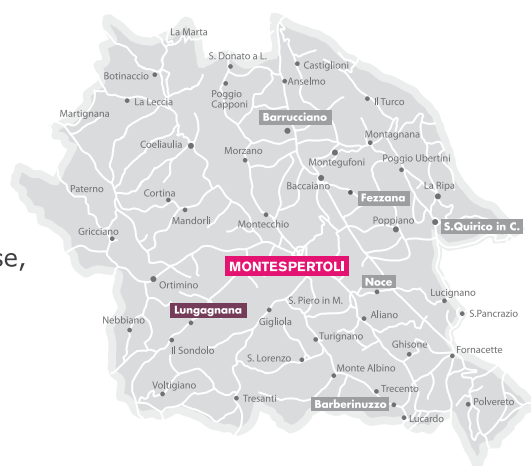 La Marta
S. Donato a L.
Castiglioni
Botinaccio
Anselmo
Poggio
Capponi
La Leccia
Il Turco
Martignana
Barrucciano
Montagnana
Coeliaulia
Morzano
Montegufoni
Poggio Ubertini
Baccaiano
La Ripa
Paterno
Cortina
Fezzana
Mandorli
Montecchio
Poppiano
S.Quirico in C.
Gricciano
se,
MONTESPERTOLI
Ortimino
Noce
Lucignano
Lungagnana
S. Piero in M.
S.Pancrazio
Nebbiano
Gigliola
Aliano
Turignano
Il Sondolo
Ghisone
Fornacette
S. Lorenzo
Monte Albino
Voltigiano
Trecento
Tresanti
Barberinuzzo
Polvereto
Lucardo